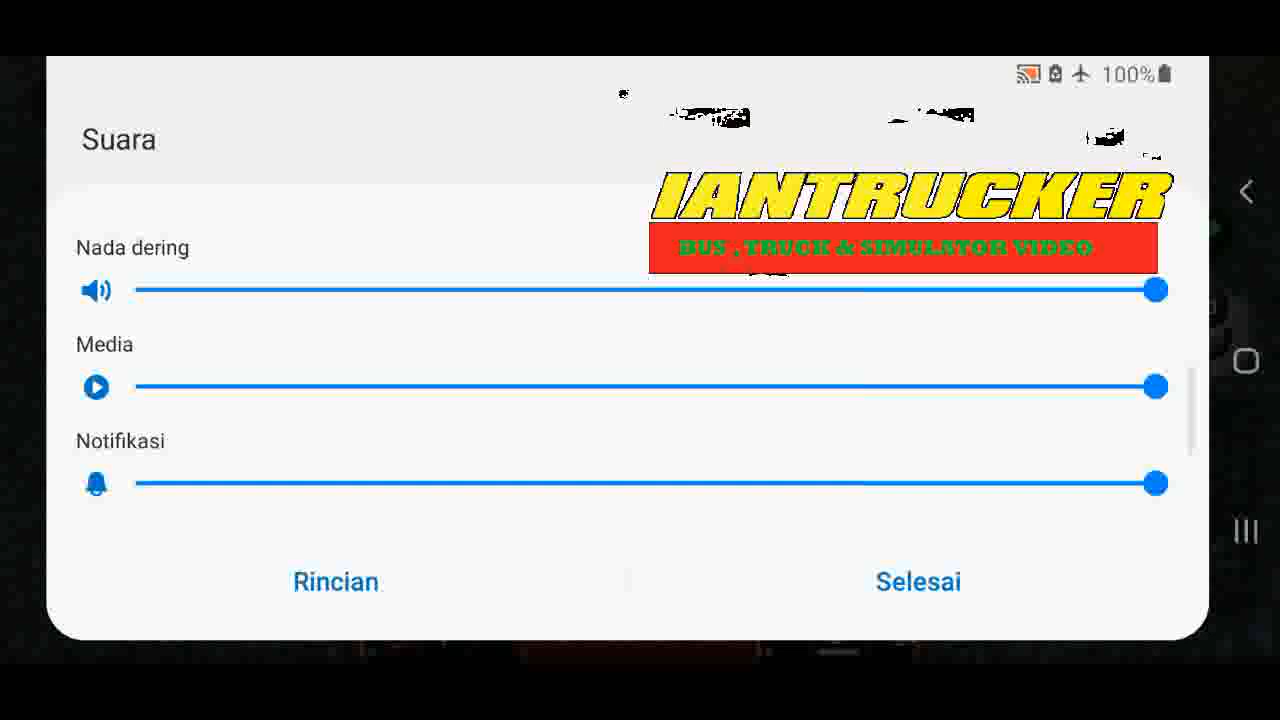 100%
Suara
IANTRUCKER
BUS , TRUCK & SIMULATOR VIDEO
Nada dering
Media
Notifikasi
Rincian
Selesai